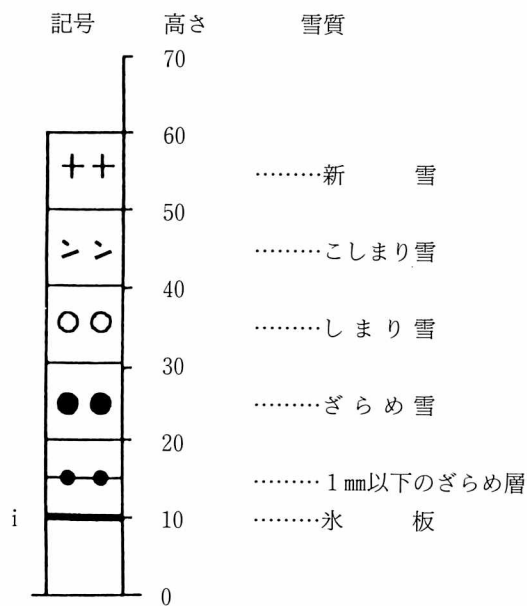 記号 高さ 雪質
70
60
++ ………新 雪
50
ンン ………こしまり雪
40
○○ ………しまり雪
30
●● ………ざらめ雪
20
………1mm以下のざらめ層
i 10 ………氷 板
0